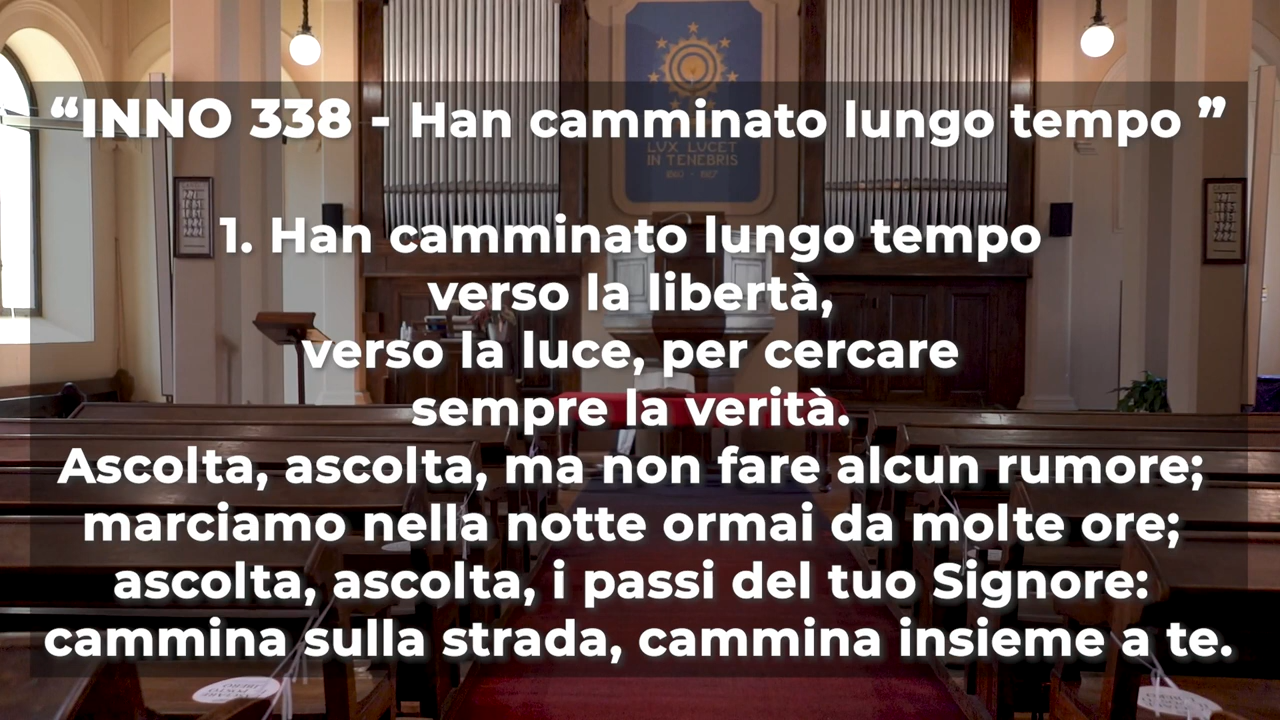 “INNO 338 - Han camminato lungo tempo ”
LVX LVCET
IN TENEBRIS
1. Han camminato lungo tempo
verso la libertà,
verso la luce, per cercare
sempre la verità.
Ascolta, ascolta, ma non fare alcun rumore;
marciamo nella notte ormai da molte ore;
ascolta, ascolta, i passi del tuo Signore:
cammina sulla strada, cammina insieme a te.